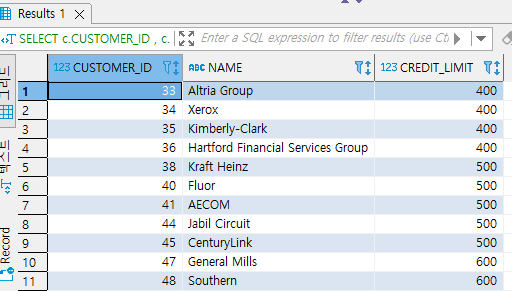 Results 1
SELECT c.CUSTOMER_ID , c.
Enter a SQL expression to filter results (use Ct
123 CUSTOMER_ID ABC NAME 123 CREDIT_LIMIT
1 33 Altria Group 400
2 34 Xerox 400
3 35 Kimberly-Clark 400
4 36 Hartford Financial Services Group 400
5 38 Kraft Heinz 500
6 40 Fluor 500
7 41 AECOM 500
8 44 Jabil Circuit 500
9 45 CenturyLink 500
10 47 General Mills 600
11 48 Southern 600
그리드
텍스트
Record